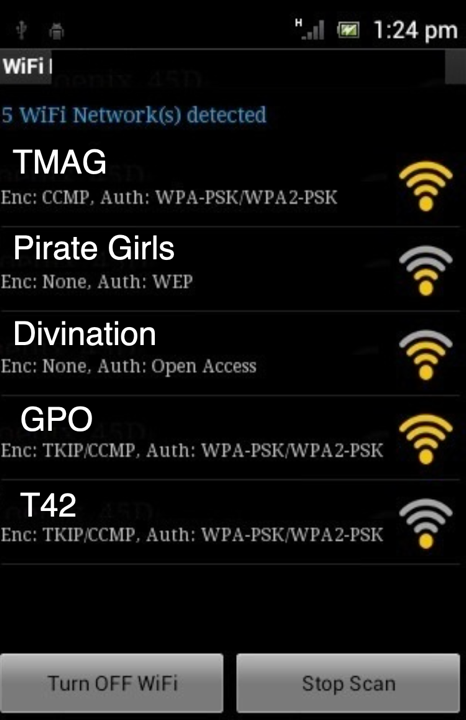 H 1:24 pm
WiFi
5 WiFi Network(s) detected
TMAG
Enc: CCMP, Auth: WPA-PSK/WPA2-PSK
Pirate Girls
Enc: None, Auth: WEP
Divination
Enc: None, Auth: Open Access
GPO
Enc: TKIP/CCMP, Auth: WPA-PSK/WPA2-PSK
T42
Enc: TKIP/CCMP, Auth: WPA-PSK/WPA2-PSK
Turn OFF WiFi Stop Scan